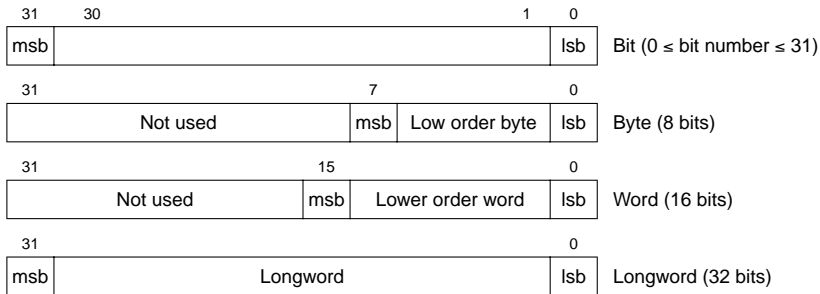 31 30 1 0
msb lsb Bit (0 ≤ bit number ≤ 31)
31 7 0
Not used msb Low order byte lsb Byte (8 bits)
31 15 0
Not used msb Lower order word lsb Word (16 bits)
31 0
msb Longword lsb Longword (32 bits)